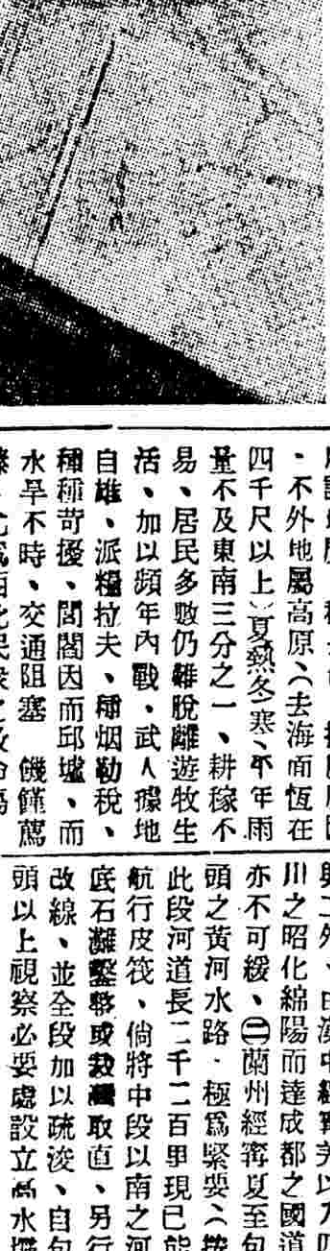 、不外地屬高原、（去海面恆在
四千尺以上）夏熱冬寒、年雨
量不及東南三分之一、耕稼不
易、居民多數仍難脫離遊牧生
活、加以頻年內戰、武人攘地
自雄、派糧拉夫、種烟勒稅、
種種苛擾、閭閻因而邱墟、而
水旱不時、交通阻塞　饑饉薦
川之昭化綿陽而達成都之國道
亦不可緩、㊁蘭州經寗夏至包
頭之黃河水路、極爲緊要、（按
此段河道長二千二百里現已能
航行皮筏、倘將中段以南之河
底石灘鑿 或裁 取直、另行
改線、並全段加以疏浚、自包
頭以上視察必要處設立 水